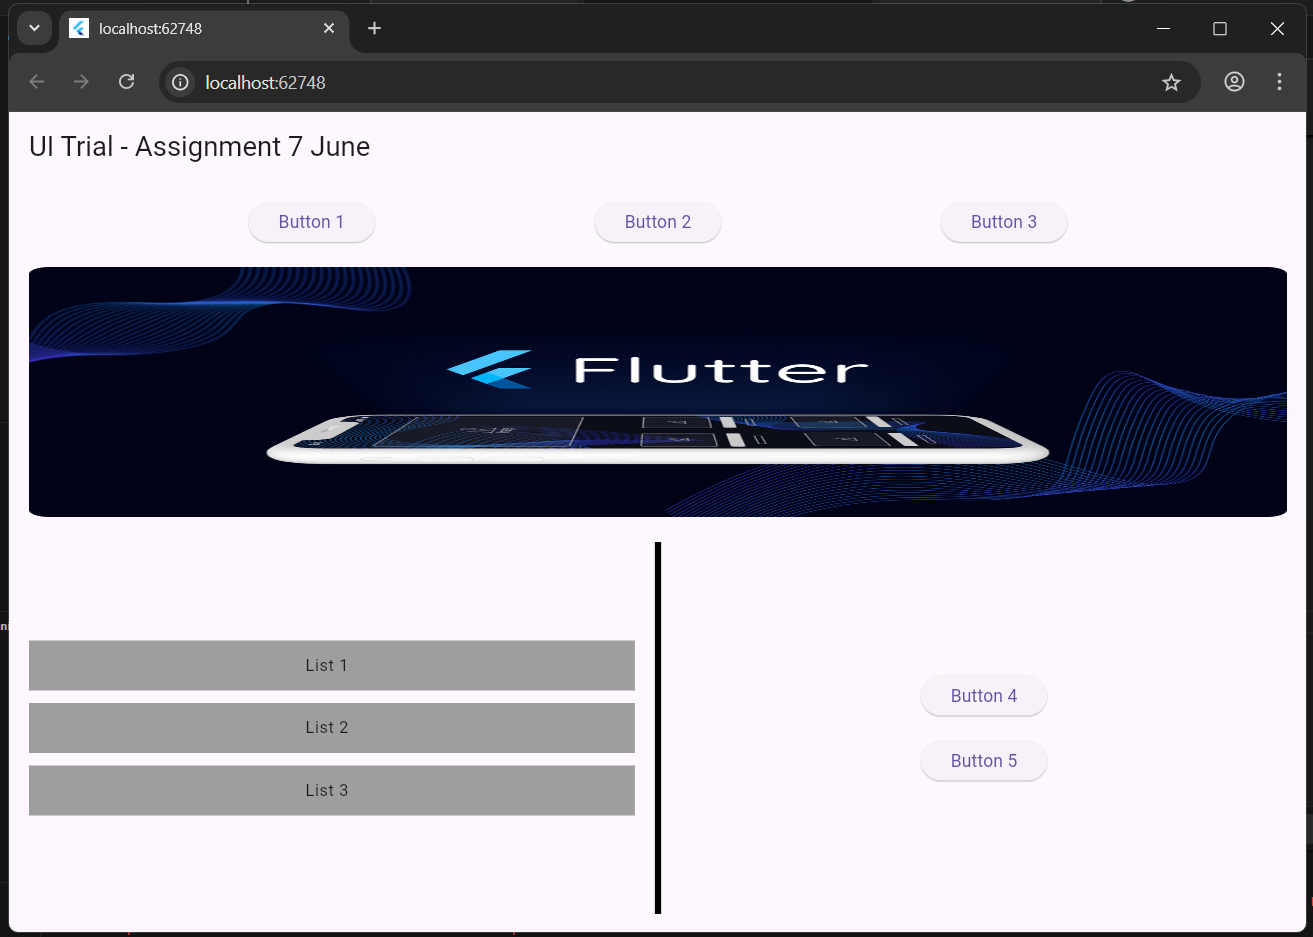 localhost:62748
localhost:62748
UI Trial - Assignment 7 June
Button 1
Button 2
Button 3
Flutter
List 1
List 2
List 3
Button 4
Button 5